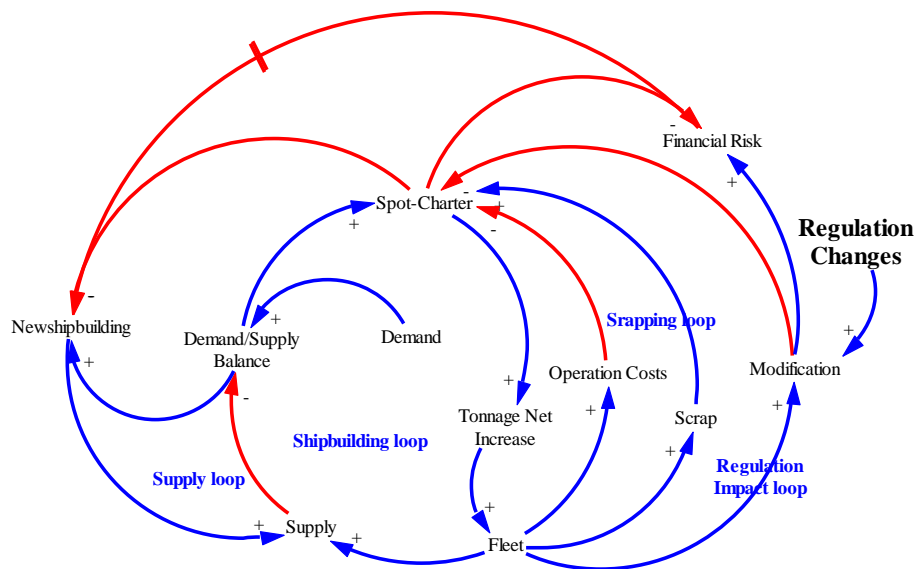 -
Financial Risk
+
-
Spot-Charter
+
-
+
Regulation
Changes
-
Newshipbuilding
+
+
Demand/Supply
Balance
Demand
Srapping loop
+
Modification
+
-
+
Operation Costs
+
+
Tonnage Net
Increase
Scrap
Shipbuilding loop
+
Regulation
Impact loop
Supply loop
+
+
Supply
+
Fleet